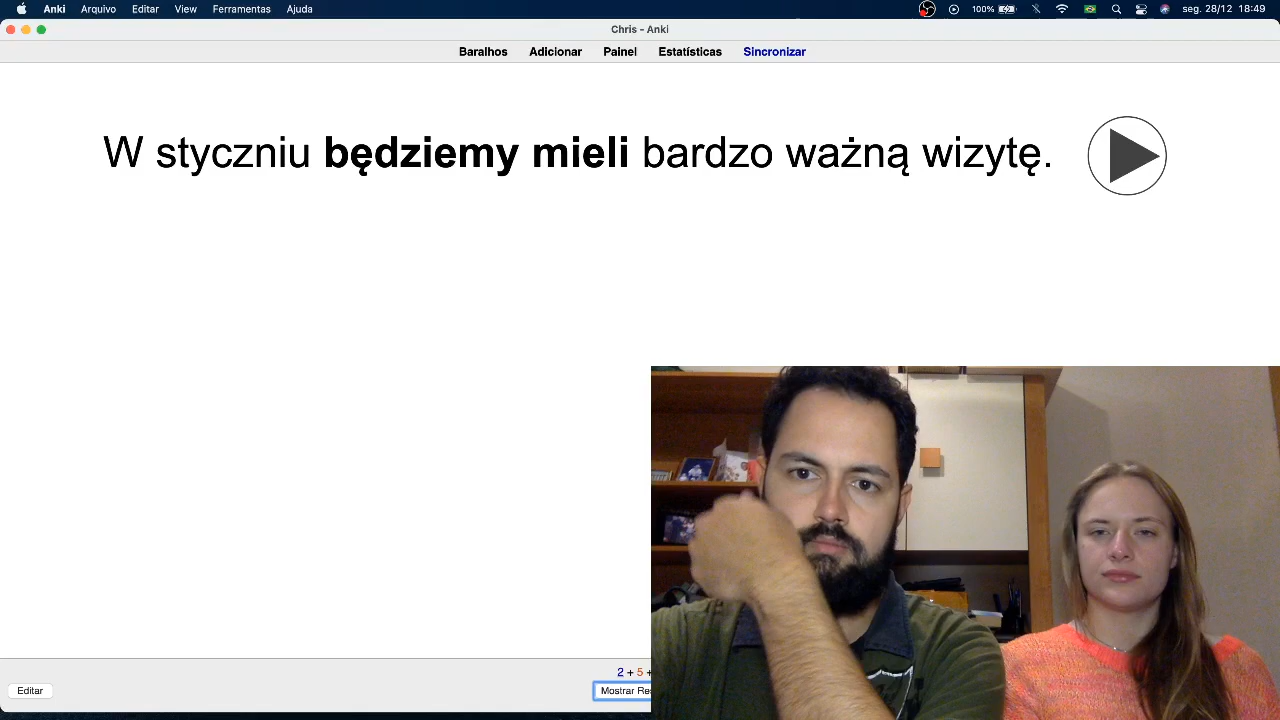 Anki Arquivo Editar View Ferramentas Ajuda 100% seg. 28/12 18:49
Chris - Anki
Baralhos Adicionar Painel Estatísticas Sincronizar
W styczniu będziemy mieli bardzo ważną wizytę.
2 + 5 +
Editar Mostrar Res